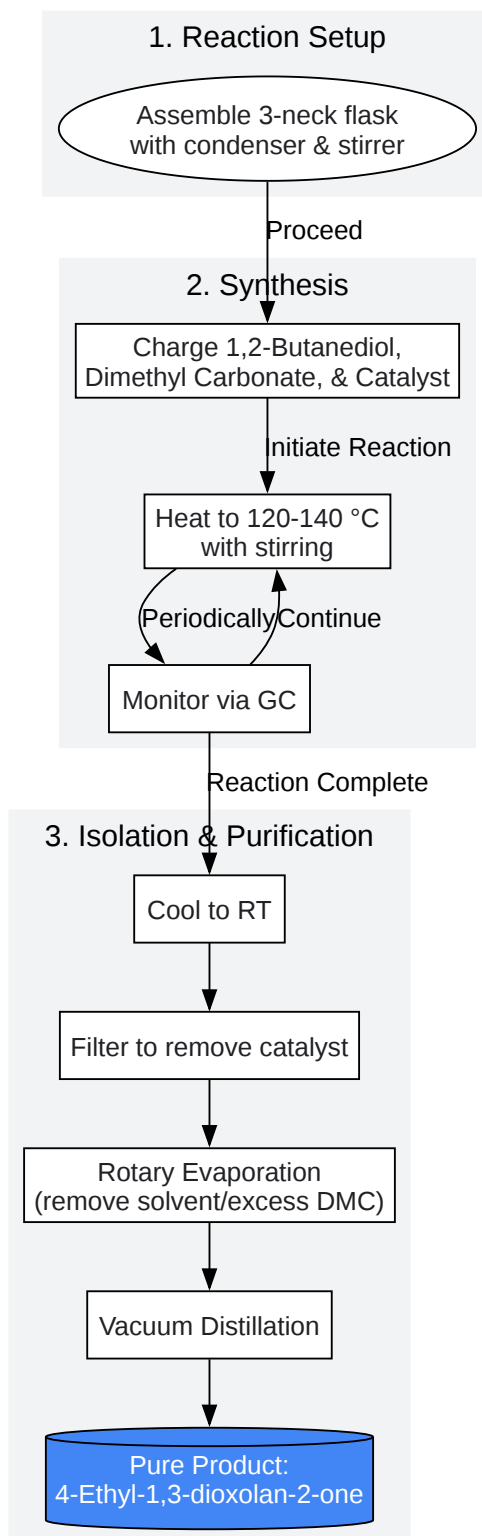 1. Reaction Setup
Assemble 3-neck flask
with condenser & stirrer
Proceed
2. Synthesis
Charge 1,2-Butanediol,
Dimethyl Carbonate, & Catalyst
Initiate Reaction
Heat to 120-140 °C
with stirring
Periodically
Continue
Monitor via GC
Reaction Complete
3. Isolation & Purification
Cool to RT
Filter to remove catalyst
Rotary Evaporation
(remove solvent/excess DMC)
Vacuum Distillation
Pure Product:
4-Ethyl-1,3-dioxolan-2-one